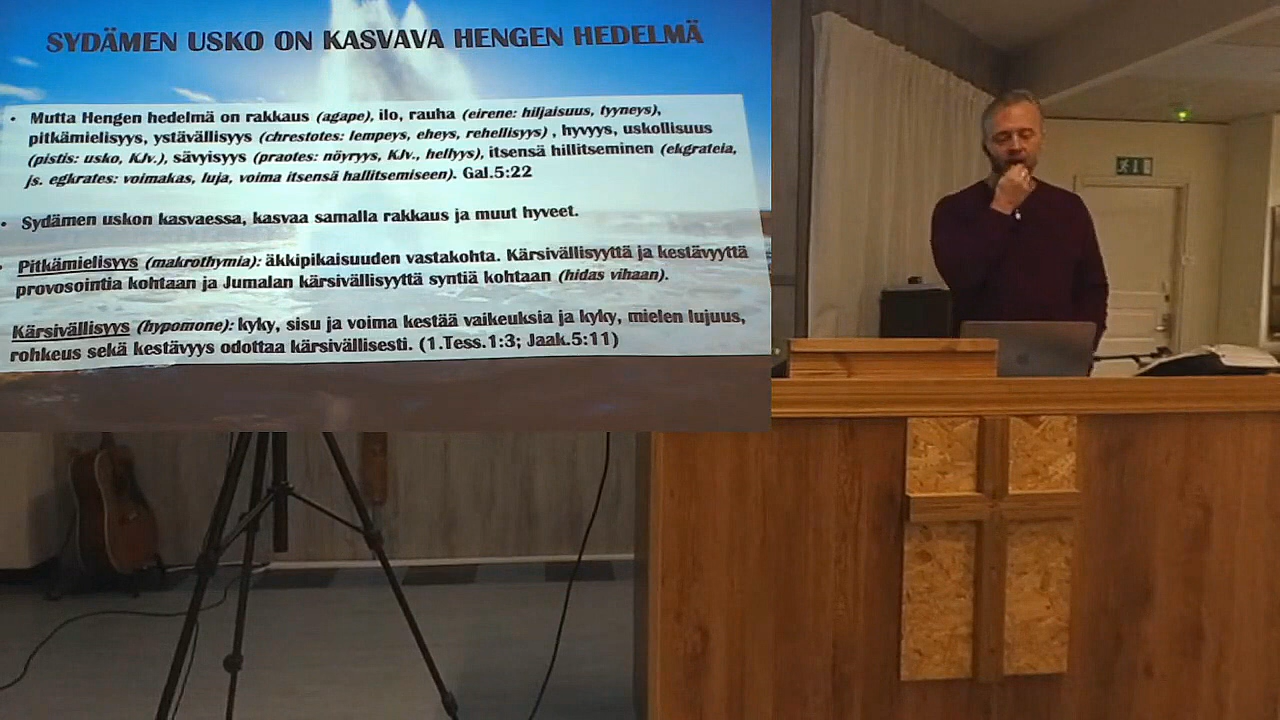 SYDÄMEN USKO ON KASVAVA HENGEN HEDELMÄ
• Mutta Hengen hedelmä on rakkaus (agape), ilo, rauha (eirene: hiljaisuus, tyyneys),
pitkämielisyys, ystävällisyys (chrestotes: lempeys, eheys, rehellisyys) , hyvyys, uskollisuus
(pistis: usko, KJv.), sävyisyys (praotes: nöyryys, KJv., hellyys), itsensä hillitseminen (ekgrateia,
js. egkrates: voimakas, luja, voima itsensä hallitsemiseen). Gal.5:22
• Sydämen uskon kasvaessa, kasvaa samalla rakkaus ja muut hyveet.
• Pitkämielisyys (makrothymia): äkkipikaisuuden vastakohta. Kärsivällisyyttä ja kestävyyttä
provosointia kohtaan ja Jumalan kärsivällisyyttä syntiä kohtaan (hidas vihaan).
Kärsivällisyys (hypomone): kyky, sisu ja voima kestää vaikeuksia ja kyky, mielen lujuus,
rohkeus sekä kestävyys odottaa kärsivällisesti. (1.Tess.1:3; Jaak.5:11)